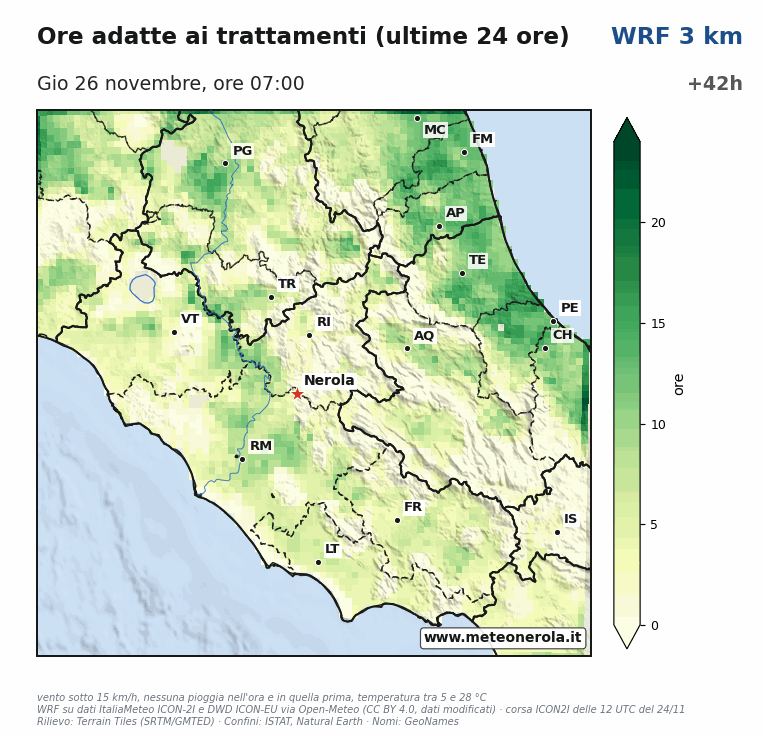 Ore adatte ai trattamenti (ultime 24 ore)
WRF 3 km
Gio 26 novembre, ore 07:00
+42h
MC
FM
PG
AP
TE
TR
PE
VT
RI
AQ
CH
Nerola
RM
FR
IS
LT
www.meteonerola.it
20
15
10
5
0
ore
vento sotto 15 km/h, nessuna pioggia nell'ora e in quella prima, temperatura tra 5 e 28 °C
WRF su dati ItaliaMeteo ICON-2I e DWD ICON-EU via Open-Meteo (CC BY 4.0, dati modificati) · corsa ICON2I delle 12 UTC del 24/11
Rilievo: Terrain Tiles (SRTM/GMTED) · Confini: ISTAT, Natural Earth · Nomi: GeoNames